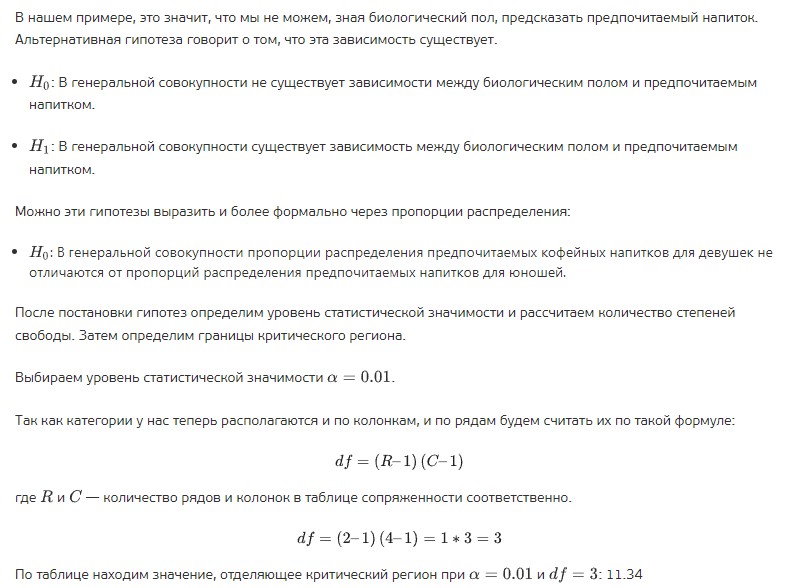 В нашем примере, это значит, что мы не можем, зная биологический пол, предсказать предпочитаемый напиток.
Альтернативная гипотеза говорит о том, что эта зависимость существует.
• H₀: В генеральной совокупности не существует зависимости между биологическим полом и предпочитаемым
напитком.
• H₁: В генеральной совокупности существует зависимость между биологическим полом и предпочитаемым
напитком.
Можно эти гипотезы выразить и более формально через пропорции распределения:
• H₀: В генеральной совокупности пропорции распределения предпочитаемых кофейных напитков для девушек не
отличаются от пропорций распределения предпочитаемых напитков для юношей.
После постановки гипотез определим уровень статистической значимости и рассчитаем количество степеней
свободы. Затем определим границы критического региона.
Выбираем уровень статистической значимости α = 0.01.
Так как категории у нас теперь располагаются и по колонкам, и по рядам будем считать их по такой формуле:
df = (R–1) (C–1)
где R и C — количество рядов и колонок в таблице сопряженности соответственно.
df = (2–1) (4–1) = 1 * 3 = 3
По таблице находим значение, отделяющее критический регион при α = 0.01 и df = 3: 11.34